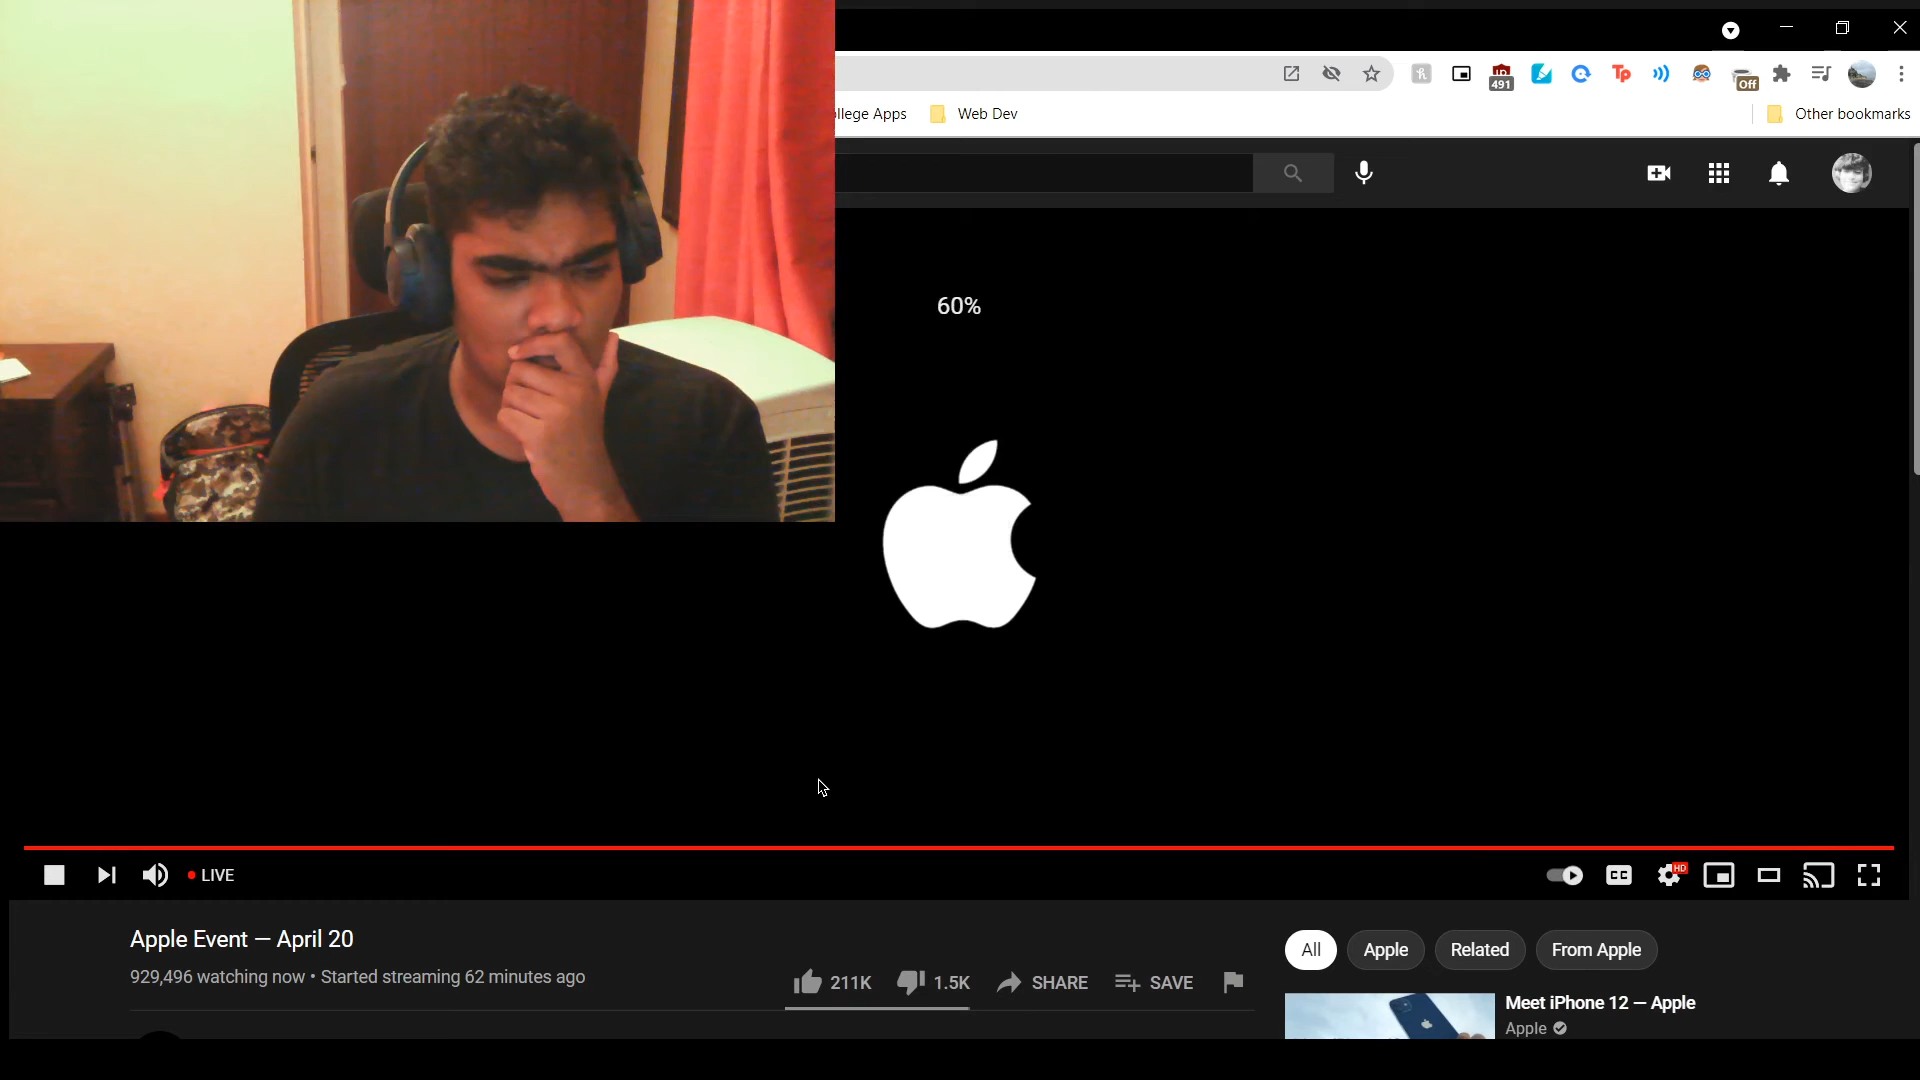 491
Off
llege Apps
Web Dev
Other bookmarks
60%
LIVE
HD
CC
Apple Event — April 20
929,496 watching now • Started streaming 62 minutes ago
211K
1.5K
SHARE
SAVE
All
Apple
Related
From Apple
Meet iPhone 12 — Apple
Apple
Tp